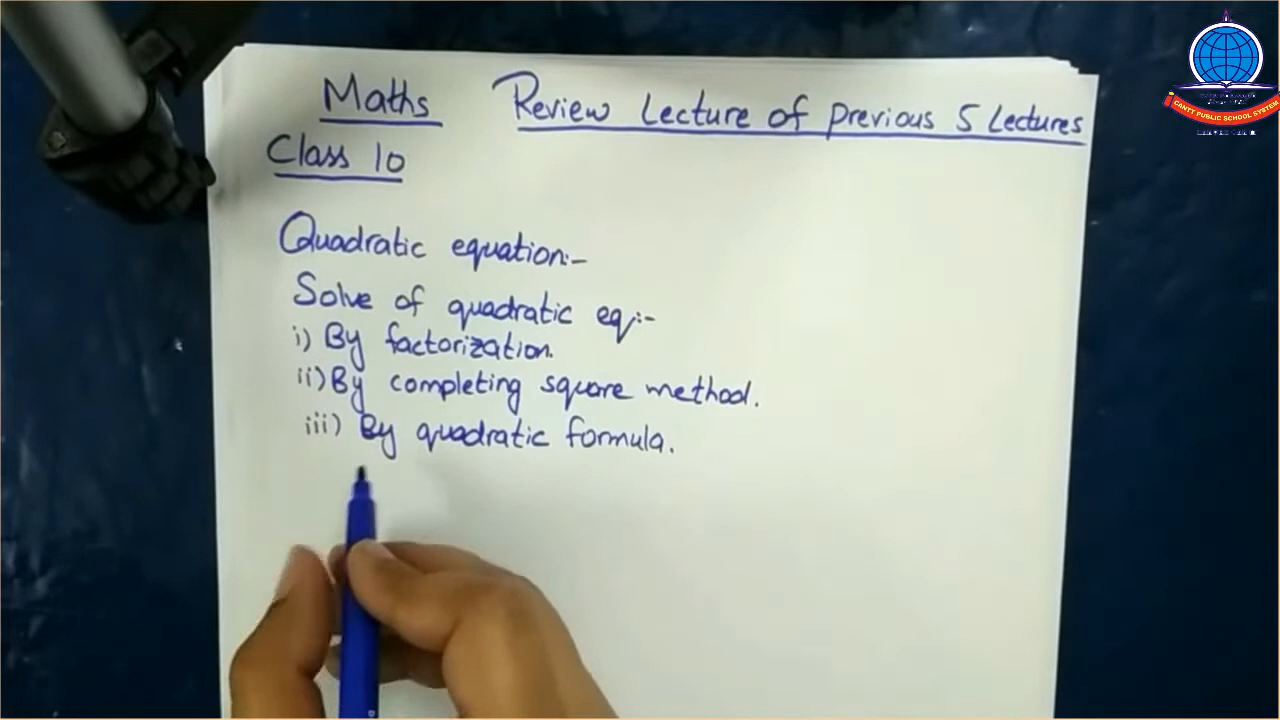 Maths Review Lecture of previous 5 Lectures
Class 10
Quadratic equation:-
Solve of quadratic eq:-
i) By factorization.
ii) By completing square method.
iii) By quadratic formula.
CANTT PUBLIC SCHOOL SYSTEM